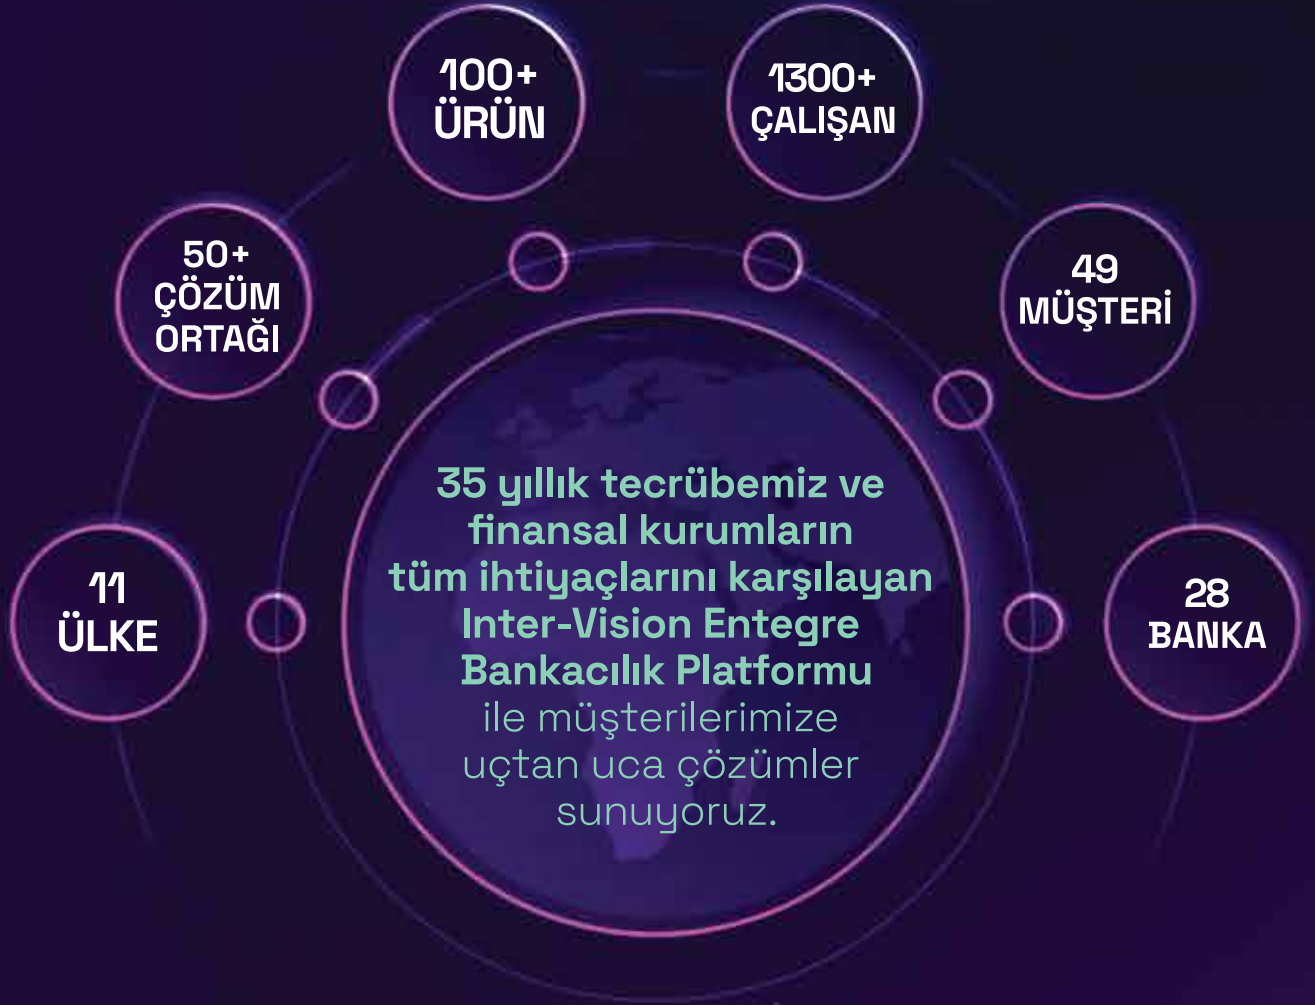 100+
ÜRÜN
1300+
ÇALIŞAN
50+
ÇÖZÜM
ORTAĞI
49
MÜŞTERİ
11
ÜLKE
28
BANKA
35 yıllık tecrübemiz ve
finansal kurumların
tüm ihtiyaçlarını karşılayan
Inter-Vision Entegre
Bankacılık Platformu
ile müşterilerimize
uçtan uca çözümler
sunuyoruz.